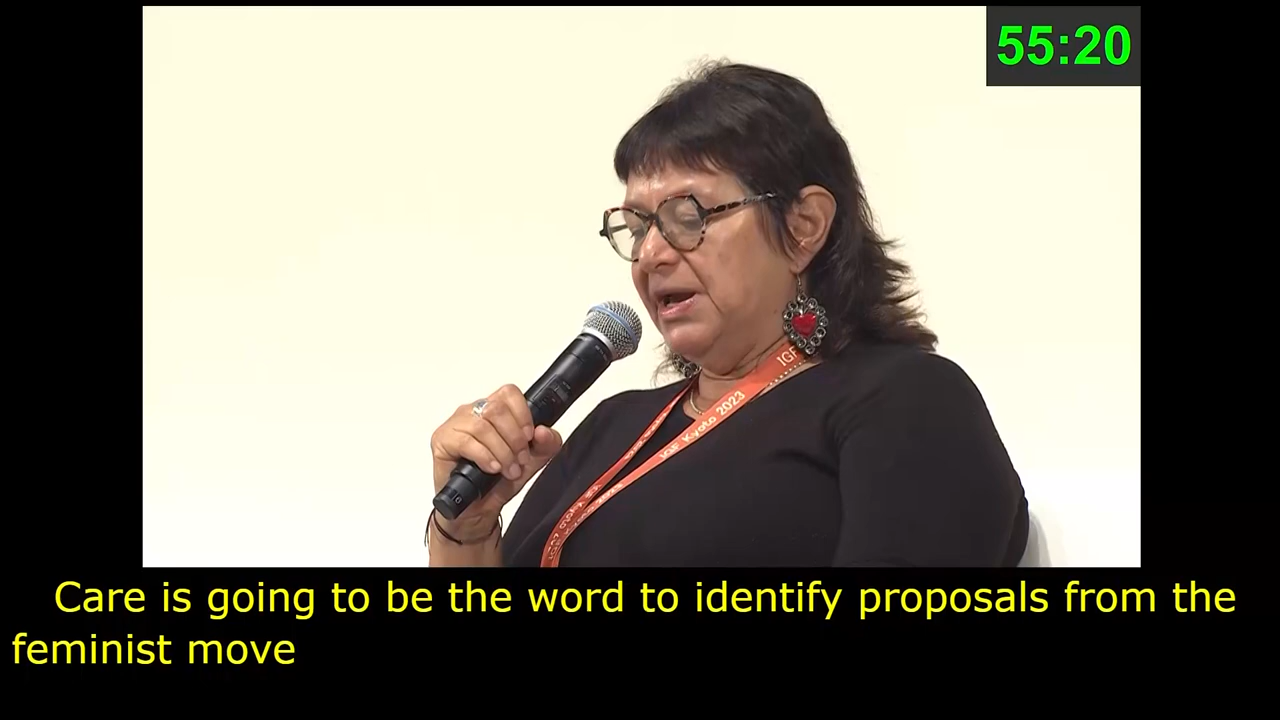 55:20
IGF
IGF Kyoto 2023
Care is going to be the word to identify proposals from the
feminist move